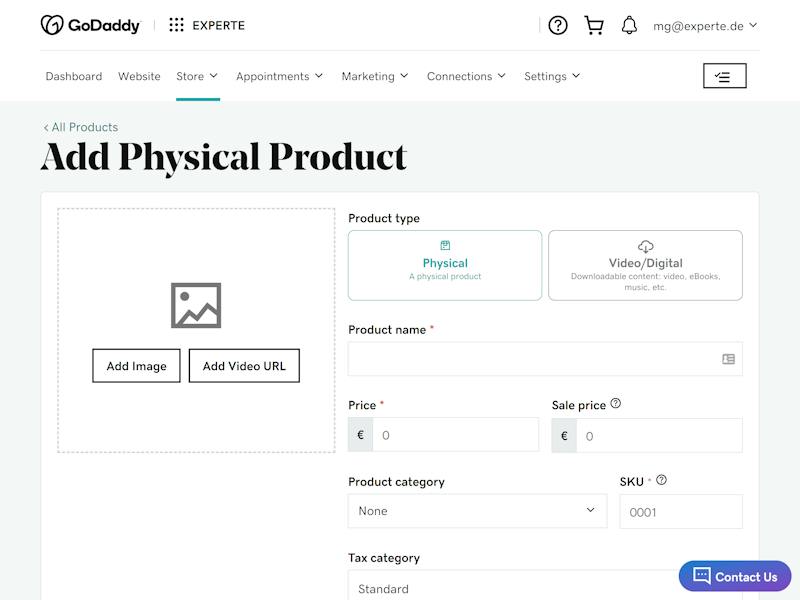 GoDaddy
EXPERTE
mg@experte.de
Dashboard Website Store Appointments Marketing Connections Settings
‹ All Products
Add Physical Product
Add Image Add Video URL
Product type
Physical
A physical product
Video/Digital
Downloadable content: video, eBooks,
music, etc.
Product name *
Price *
€ 0
Sale price ?
€ 0
Product category
None
SKU * ?
0001
Tax category
Standard
Contact Us